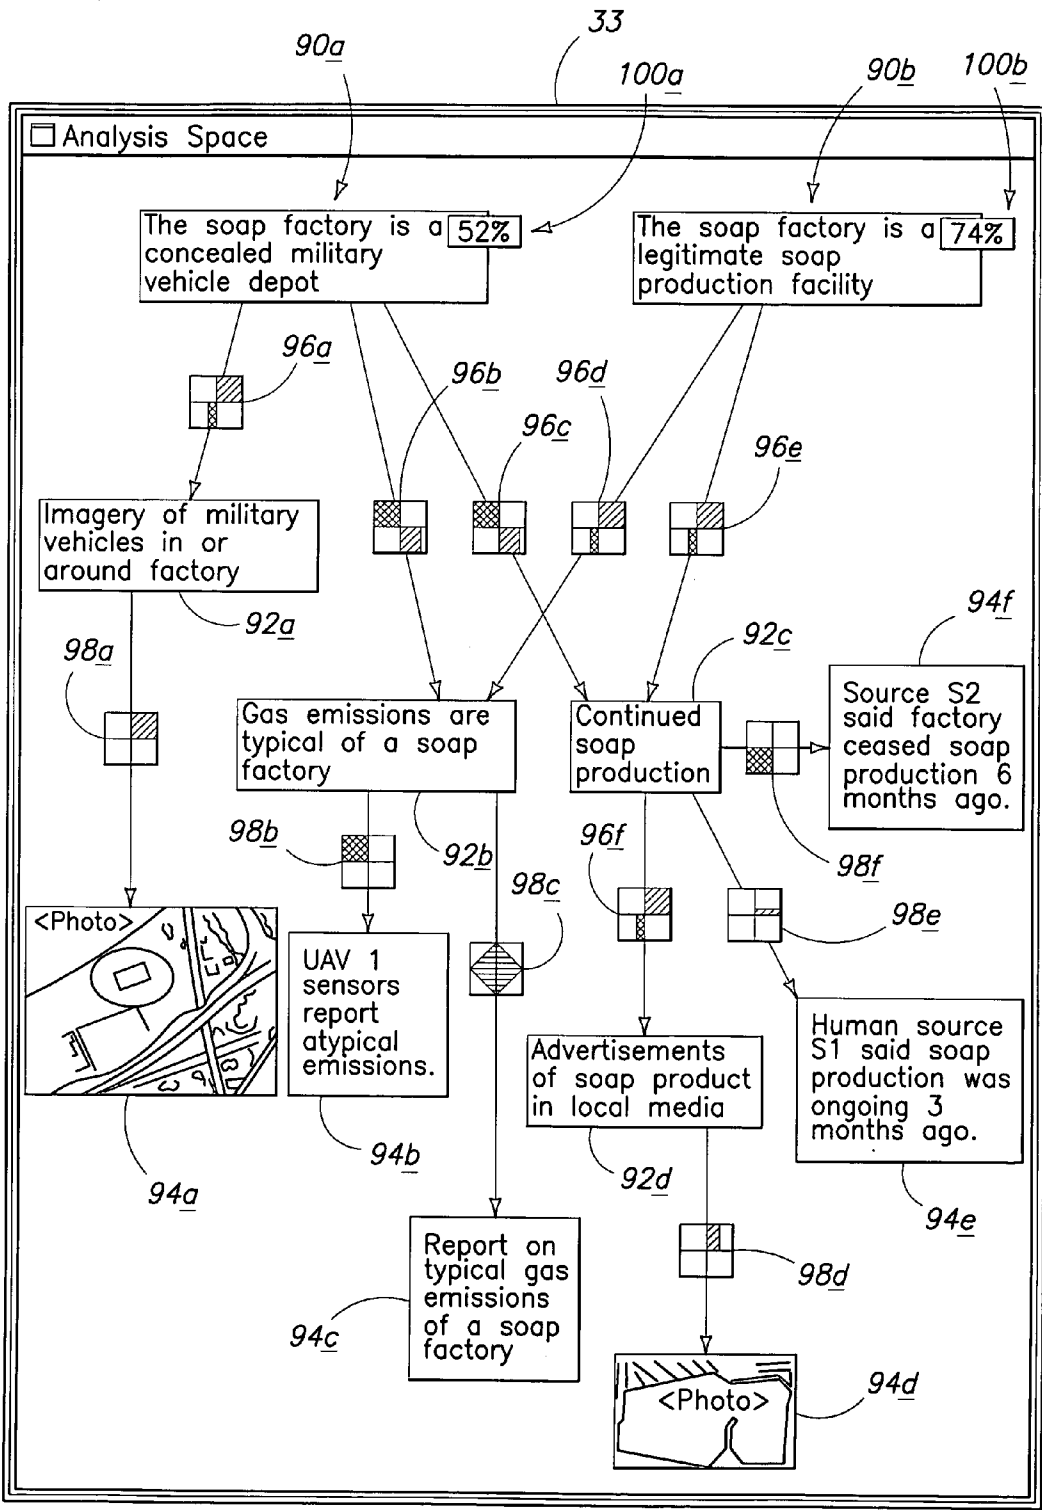 33
90a
100a
90b
100b
Analysis Space
The soap factory is a
concealed military
vehicle depot
52%
The soap factory is a
legitimate soap
production facility
74%
96a
96b
96c
96d
96e
Imagery of military
vehicles in or
around factory
92a
98a
Gas emissions are
typical of a soap
factory
92b
Continued
soap
production
92c
94f
Source S2
said factory
ceased soap
production 6
months ago.
98f
98b
98c
96f
98e
<Photo>
94a
UAV 1
sensors
report
atypical
emissions.
94b
Advertisements
of soap product
in local media
92d
Human source
S1 said soap
production was
ongoing 3
months ago.
94e
Report on
typical gas
emissions
of a soap
factory
94c
98d
<Photo>
94d